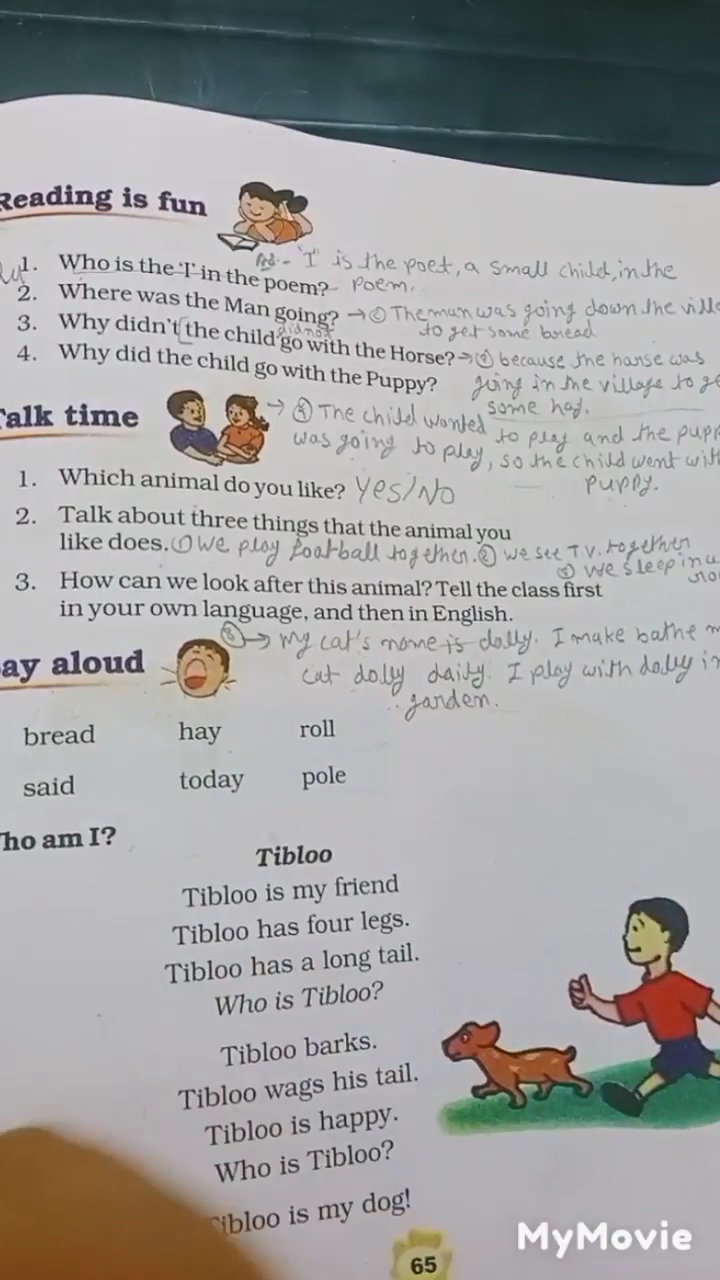 Reading is fun
1. Who is the 'I' in the poem? "I" is the poet, a small child, in the poem.
2. Where was the Man going? → ② The man was going down the
to get some bread
did not
3. Why didn't the child go with the Horse? → ③ because the horse was going in the village to
some hay.
4. Why did the child go with the Puppy?
→ ④ The child wanted to play and the
was going to play, so the child went with
puppy.
Talk time
1. Which animal do you like? Yes/No
2. Talk about three things that the animal you
like does. ① We play football together. ② we see T.V. together
③ we sleep in
3. How can we look after this animal? Tell the class first
in your own language, and then in English.
③ → My cat's name is dolly. I make bathe
cat dolly daily. I play with dolly in
garden.
Say aloud
bread hay roll
said today pole
Who am I?
Tibloo
Tibloo is my friend
Tibloo has four legs.
Tibloo has a long tail.
Who is Tibloo?
Tibloo barks.
Tibloo wags his tail.
Tibloo is happy.
Who is Tibloo?
Tibloo is my dog!
65
MyMovie